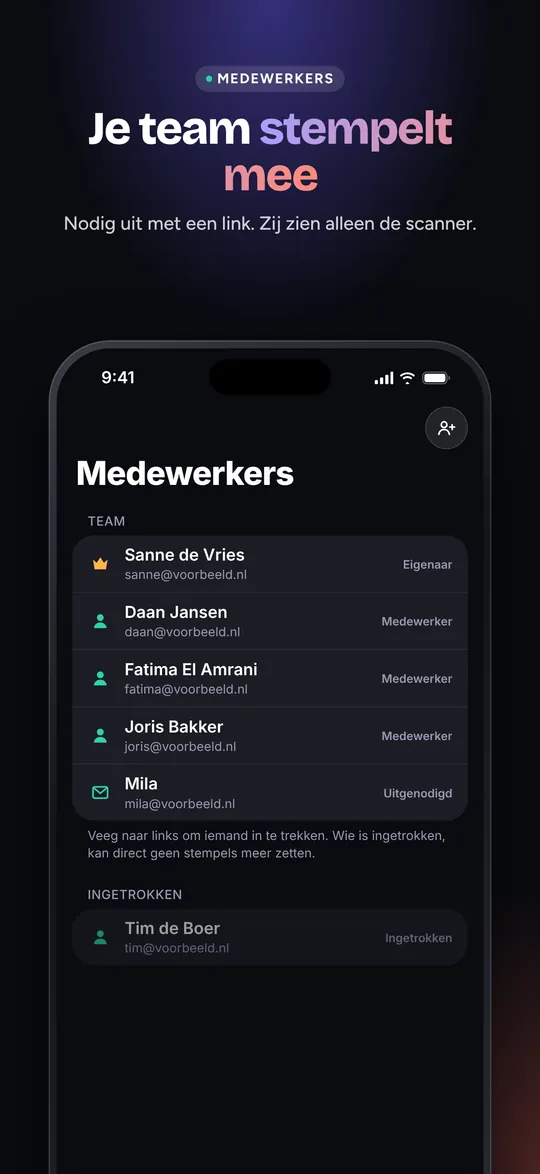 MEDEWERKERS
Je team stempelt
mee
Nodig uit met een link. Zij zien alleen de scanner.
9:41
Medewerkers
TEAM
Sanne de Vries
sanne@voorbeeld.nl
Eigenaar
Daan Jansen
daan@voorbeeld.nl
Medewerker
Fatima El Amrani
fatima@voorbeeld.nl
Medewerker
Joris Bakker
joris@voorbeeld.nl
Medewerker
Mila
mila@voorbeeld.nl
Uitgenodigd
Veeg naar links om iemand in te trekken. Wie is ingetrokken,
kan direct geen stempels meer zetten.
INGETROKKEN
Tim de Boer
tim@voorbeeld.nl
Ingetrokken